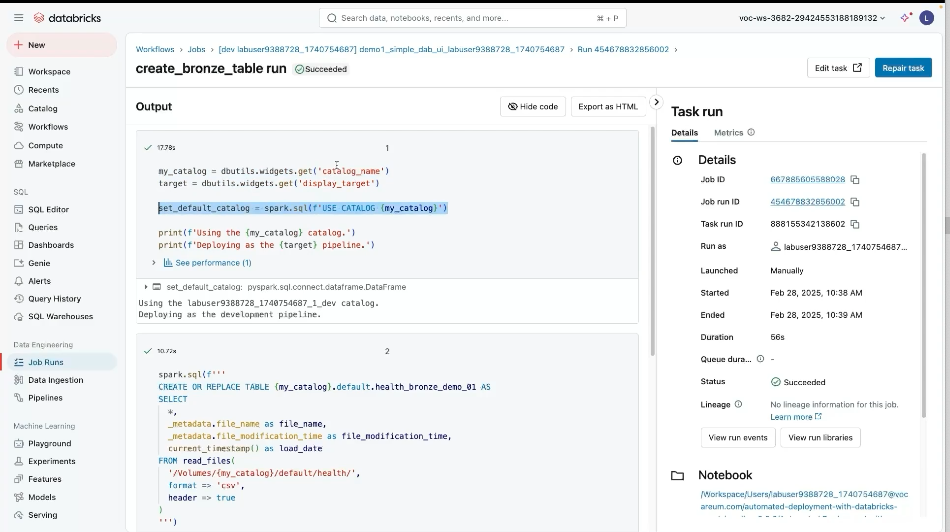 databricks
Search data, notebooks, recents, and more...
⌘ + P
voc-ws-3682-29424553188189132
L
New
Workspace
Recents
Catalog
Workflows
Compute
Marketplace
SQL
SQL Editor
Queries
Dashboards
Genie
Alerts
Query History
SQL Warehouses
Data Engineering
Job Runs
Data Ingestion
Pipelines
Machine Learning
Playground
Experiments
Features
Models
Serving
Workflows › Jobs › [dev labuser9388728_1740754687] demo1_simple_dab_ui_labuser9388728_1740754687 › Run 454678832856002 ›
create_bronze_table run
Succeeded
Edit task
Repair task
Output
Hide code
Export as HTML
17.78s
1
my_catalog = dbutils.widgets.get('catalog_name')
target = dbutils.widgets.get('display_target')
set_default_catalog = spark.sql(f'USE CATALOG {my_catalog}')
print(f'Using the {my_catalog} catalog.')
print(f'Deploying as the {target} pipeline.')
See performance (1)
set_default_catalog: pyspark.sql.connect.dataframe.DataFrame
Using the labuser9388728_1740754687_1_dev catalog.
Deploying as the development pipeline.
10.72s
2
spark.sql(f'''
CREATE OR REPLACE TABLE {my_catalog}.default.health_bronze_demo_01 AS
SELECT
*,
_metadata.file_name as file_name,
_metadata.file_modification_time as file_modification_time,
current_timestamp() as load_date
FROM read_files(
'/Volumes/{my_catalog}/default/health/',
format => 'csv',
header => true
)
''')
Task run
Details
Metrics
Details
Job ID
667885605588028
Job run ID
454678832856002
Task run ID
888155342138602
Run as
labuser9388728_1740754687...
Launched
Manually
Started
Feb 28, 2025, 10:38 AM
Ended
Feb 28, 2025, 10:39 AM
Duration
56s
Queue dura...
-
Status
Succeeded
Lineage
No lineage information for this job.
Learn more
View run events
View run libraries
Notebook
/Workspace/Users/labuser9388728_1740754687@voc
areum.com/automated-deployment-with-databricks-